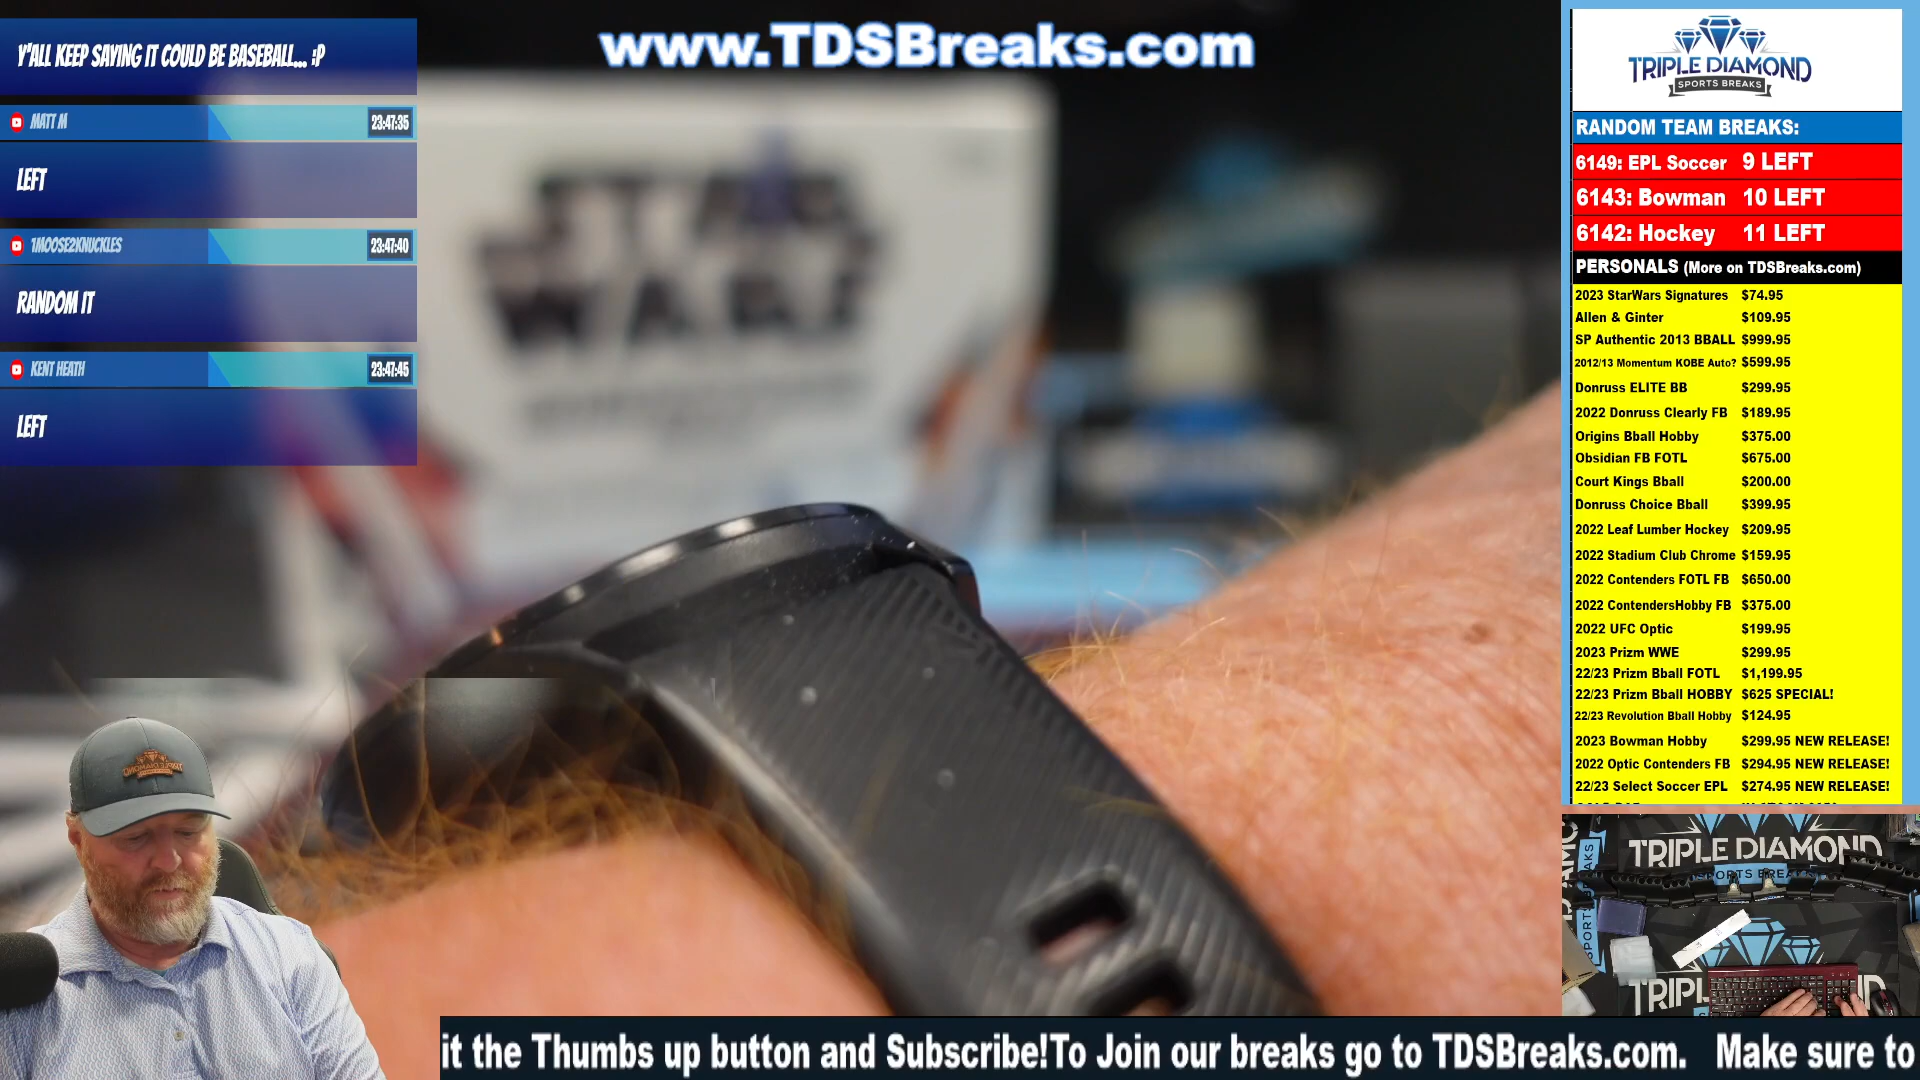 Y'ALL KEEP SAYING IT COULD BE BASEBALL... :P
MATT M 23:47:35
LEFT
1MOOSE2KNUCKLES 23:47:40
RANDOM IT
KENT HEATH 23:47:45
LEFT
www.TDSBreaks.com
STAR
WARS
TRIPLE DIAMOND
SPORTS BREAKS
RANDOM TEAM BREAKS:
6149: EPL Soccer 9 LEFT
6143: Bowman 10 LEFT
6142: Hockey 11 LEFT
PERSONALS (More on TDSBreaks.com)
2023 StarWars Signatures $74.95
Allen & Ginter $109.95
SP Authentic 2013 BBALL $999.95
2012/13 Momentum KOBE Auto? $599.95
Donruss ELITE BB $299.95
2022 Donruss Clearly FB $189.95
Origins Bball Hobby $375.00
Obsidian FB FOTL $675.00
Court Kings Bball $200.00
Donruss Choice Bball $399.95
2022 Leaf Lumber Hockey $209.95
2022 Stadium Club Chrome $159.95
2022 Contenders FOTL FB $650.00
2022 ContendersHobby FB $375.00
2022 UFC Optic $199.95
2023 Prizm WWE $299.95
22/23 Prizm Bball FOTL $1,199.95
22/23 Prizm Bball HOBBY $625 SPECIAL!
22/23 Revolution Bball Hobby $124.95
2023 Bowman Hobby $299.95 NEW RELEASE!
2022 Optic Contenders FB $294.95 NEW RELEASE!
22/23 Select Soccer EPL $274.95 NEW RELEASE!
TRIPLE DIAMOND
SPORTS BREAKS
TRIPL
it the Thumbs up button and Subscribe!To Join our breaks go to TDSBreaks.com. Make sure to